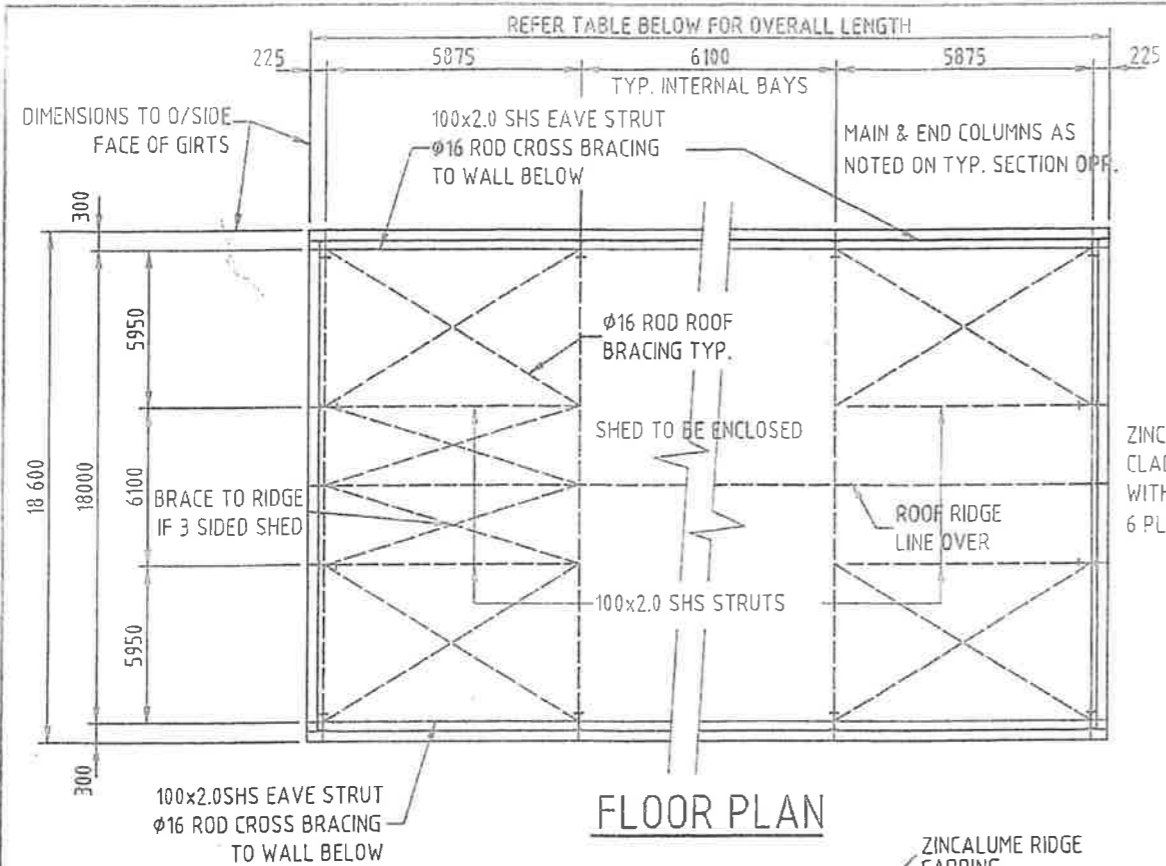 REFER TABLE BELOW FOR OVERALL LENGTH
225
5875
6100
5875
225
TYP. INTERNAL BAYS
DIMENSIONS TO O/SIDE
FACE OF GIRTS
100x2.0 SHS EAVE STRUT
φ16 ROD CROSS BRACING
TO WALL BELOW
MAIN & END COLUMNS AS
NOTED ON TYP. SECTION OPP.
300
5950
φ16 ROD ROOF
BRACING TYP.
18 600
18000
6100
SHED TO BE ENCLOSED
ZINC
CLAD
WITH
6 PL
BRACE TO RIDGE
IF 3 SIDED SHED
ROOF RIDGE
LINE OVER
5950
100x2.0 SHS STRUTS
300
100x2.0SHS EAVE STRUT
φ16 ROD CROSS BRACING
TO WALL BELOW
FLOOR PLAN
ZINCALUME RIDGE